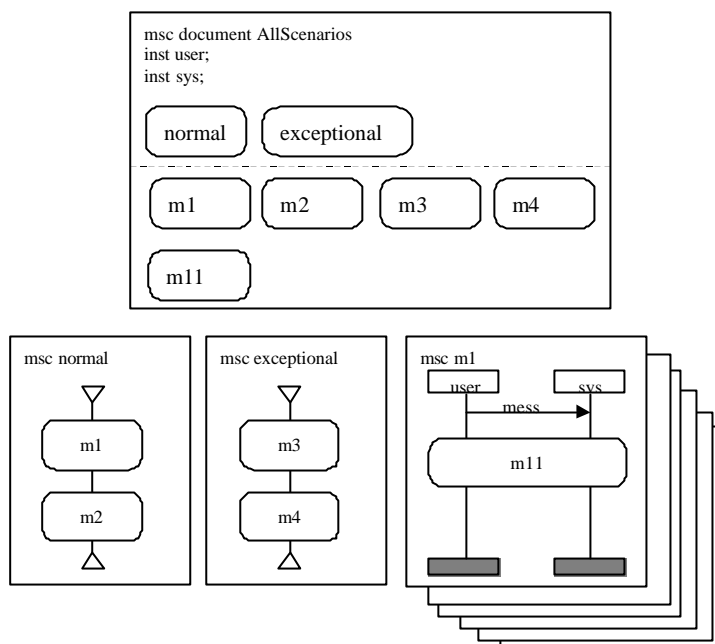 msc document AllScenarios
inst user;
inst sys;
normal exceptional
m1 m2 m3 m4
m11
msc normal
m1
m2
msc exceptional
m3
m4
msc m1
user sys
mess
m11